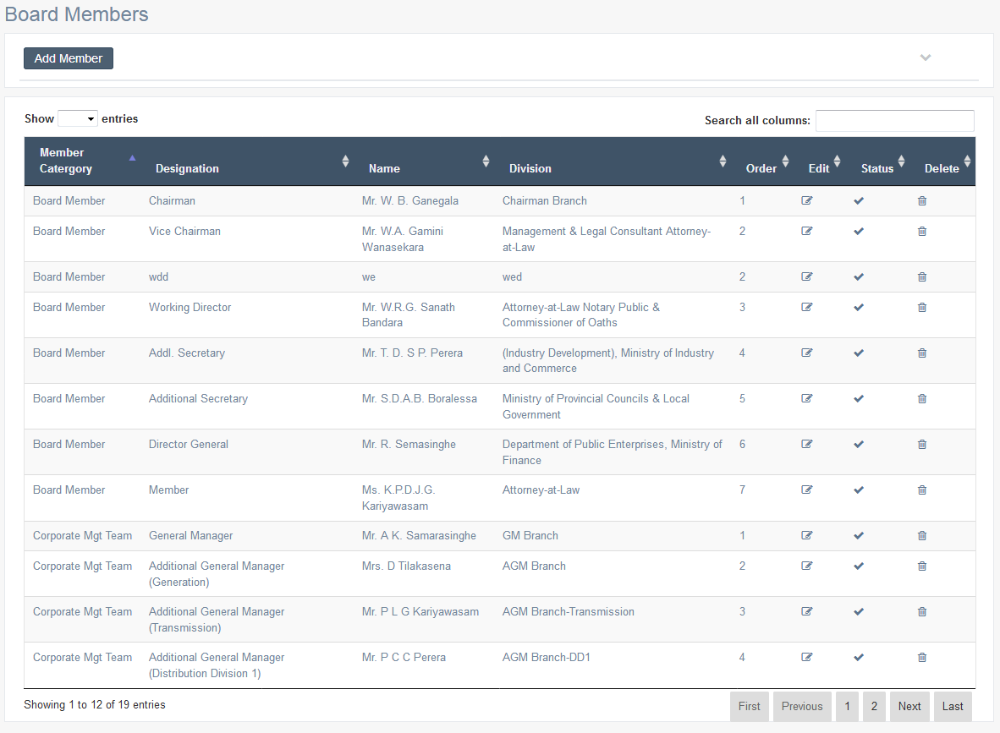 Board Members
Add Member
Show entries
Search all columns:
Member
Catergory Designation Name Division Order Edit Status Delete
Board Member Chairman Mr. W. B. Ganegala Chairman Branch 1
Board Member Vice Chairman Mr. W.A. Gamini Management & Legal Consultant Attorney- 2
Wanasekara at-Law
Board Member wdd we wed 2
Board Member Working Director Mr. W.R.G. Sanath Attorney-at-Law Notary Public & 3
Bandara Commissioner of Oaths
Board Member Addl. Secretary Mr. T. D. S P. Perera (Industry Development), Ministry of Industry 4
and Commerce
Board Member Additional Secretary Mr. S.D.A.B. Boralessa Ministry of Provincial Councils & Local 5
Government
Board Member Director General Mr. R. Semasinghe Department of Public Enterprises, Ministry of 6
Finance
Board Member Member Ms. K.P.D.J.G. Attorney-at-Law 7
Kariyawasam
Corporate Mgt Team General Manager Mr. A K. Samarasinghe GM Branch 1
Corporate Mgt Team Additional General Manager Mrs. D Tilakasena AGM Branch 2
(Generation)
Corporate Mgt Team Additional General Manager Mr. P L G Kariyawasam AGM Branch-Transmission 3
(Transmission)
Corporate Mgt Team Additional General Manager Mr. P C C Perera AGM Branch-DD1 4
(Distribution Division 1)
Showing 1 to 12 of 19 entries
First Previous 1 2 Next Last